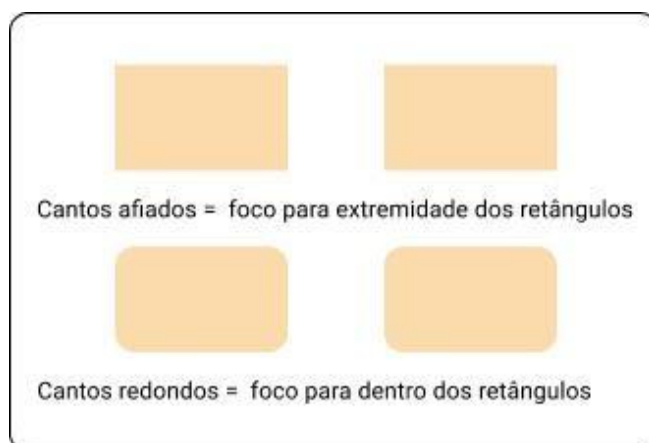 Cantos afiados = foco para extremidade dos retângulos
Cantos redondos = foco para dentro dos retângulos